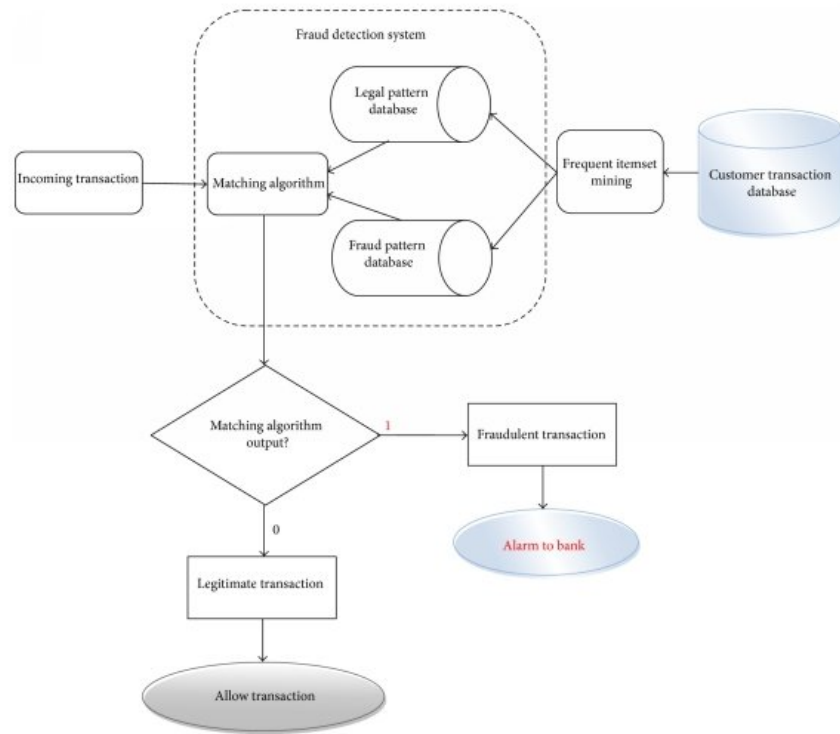 Fraud detection system
Legal pattern
database
Incoming transaction
Matching algorithm
Frequent itemset
mining
Customer transaction
database
Fraud pattern
database
Matching algorithm
output?
1
Fraudulent transaction
0
Alarm to bank
Legitimate transaction
Allow transaction